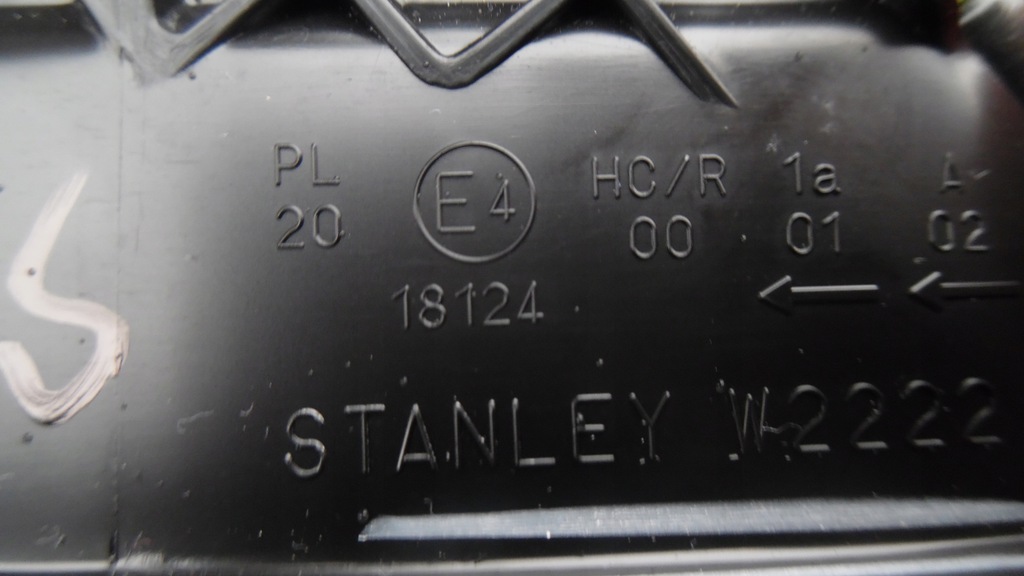 PL E4 HC/R 1a A
20 00 01 02
18124
STANLEY W2222
S